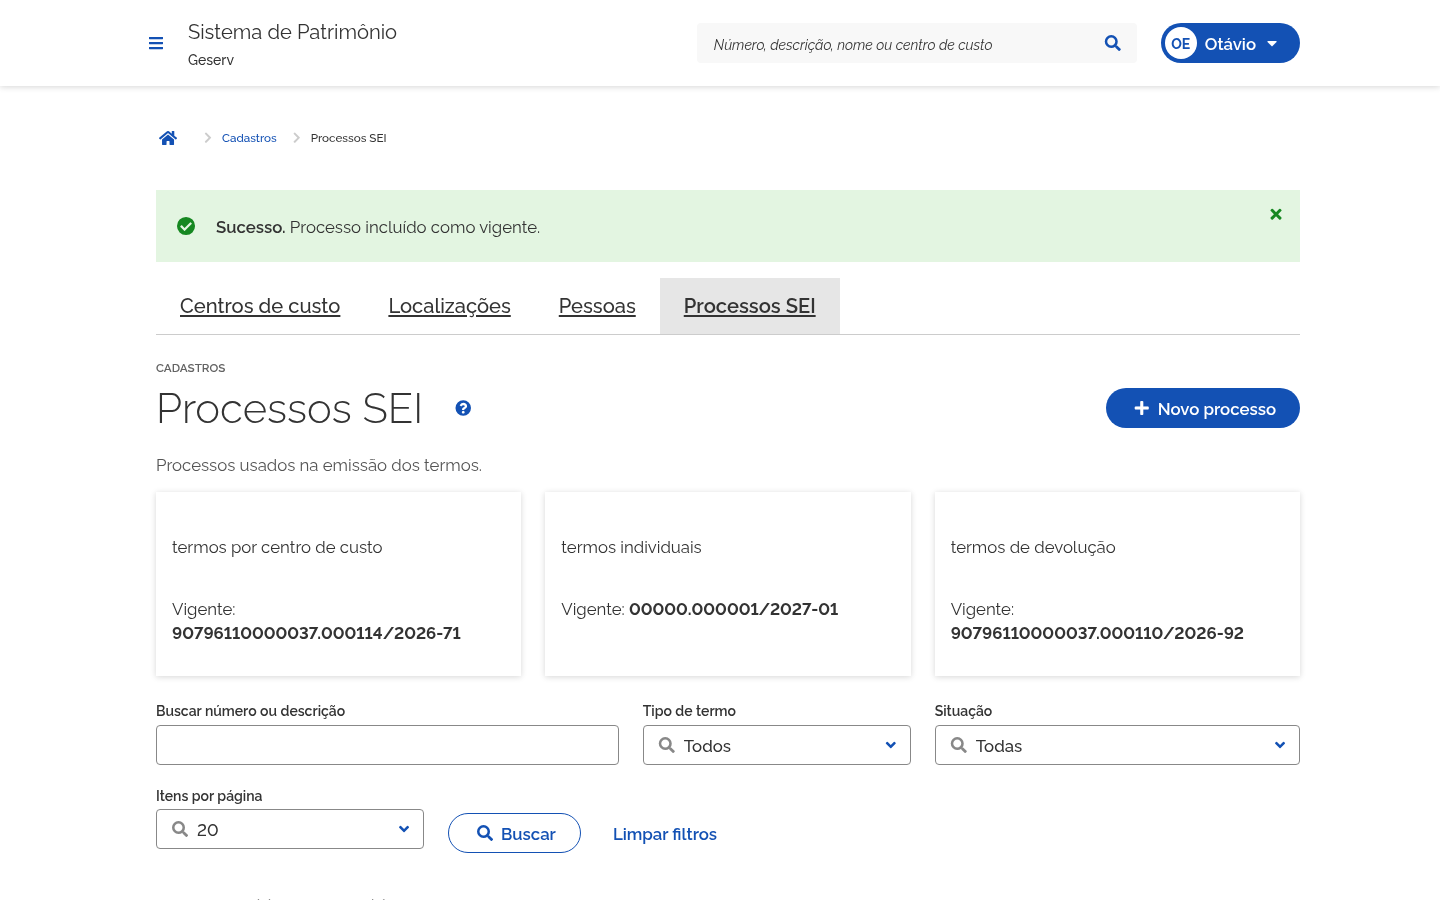 Sistema de Patrimônio
Geserv
Número, descrição, nome ou centro de custo
OE Otávio
Cadastros
Processos SEI
Sucesso. Processo incluído como vigente.
Centros de custo
Localizações
Pessoas
Processos SEI
CADASTROS
Processos SEI
Novo processo
Processos usados na emissão dos termos.
termos por centro de custo
Vigente:
90796110000037.000114/2026-71
termos individuais
Vigente: 00000.000001/2027-01
termos de devolução
Vigente:
90796110000037.000110/2026-92
Buscar número ou descrição
Tipo de termo
Todos
Situação
Todas
Itens por página
20
Buscar
Limpar filtros